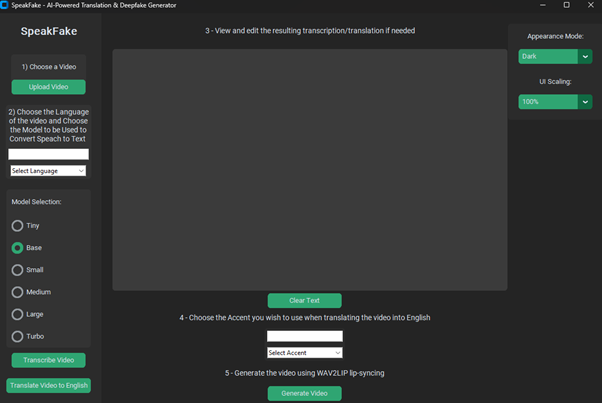 SpeakFake - AI-Powered Translation & Deepfake Generator
SpeakFake
1) Choose a Video
Upload Video
2) Choose the Language
of the video and Choose
the Model to be Used to
Convert Speach to Text
Select Language
Model Selection:
Tiny
Base
Small
Medium
Large
Turbo
Transcribe Video
Translate Video to English
3 - View and edit the resulting transcription/translation if needed
Clear Text
4 - Choose the Accent you wish to use when translating the video into English
Select Accent
5 - Generate the video using WAV2LIP lip-syncing
Generate Video
Appearance Mode:
Dark
UI Scaling:
100%